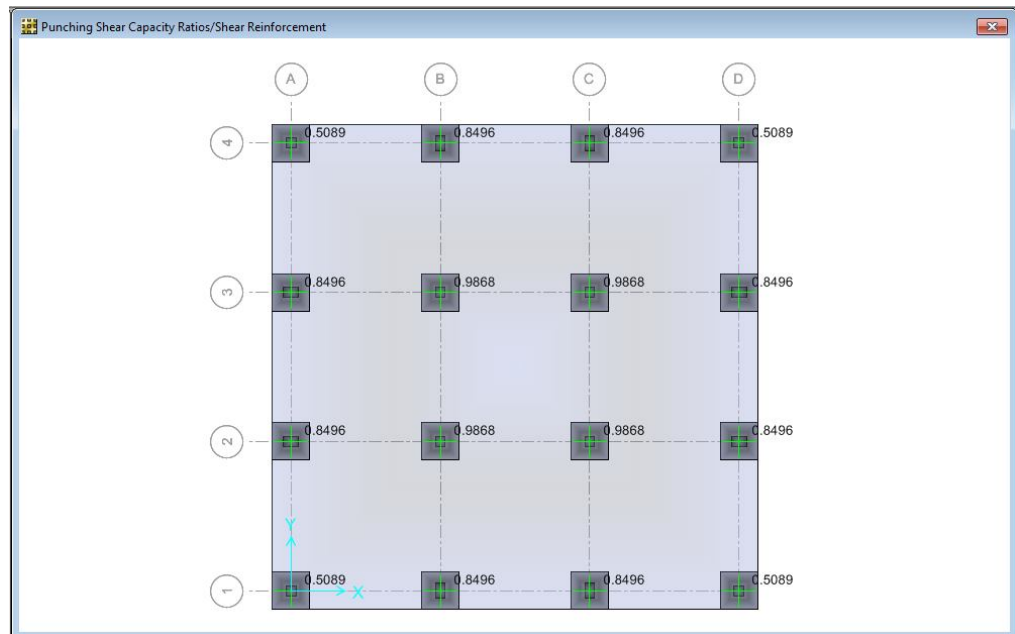 Punching Shear Capacity Ratios/Shear Reinforcement
A B C D
4 0.5089 0.8496 0.8496 0.5089
3 0.8496 0.9868 0.9868 0.8496
2 0.8496 0.9868 0.9868 0.8496
Y
1 0.5089 0.8496 0.8496 0.5089
X